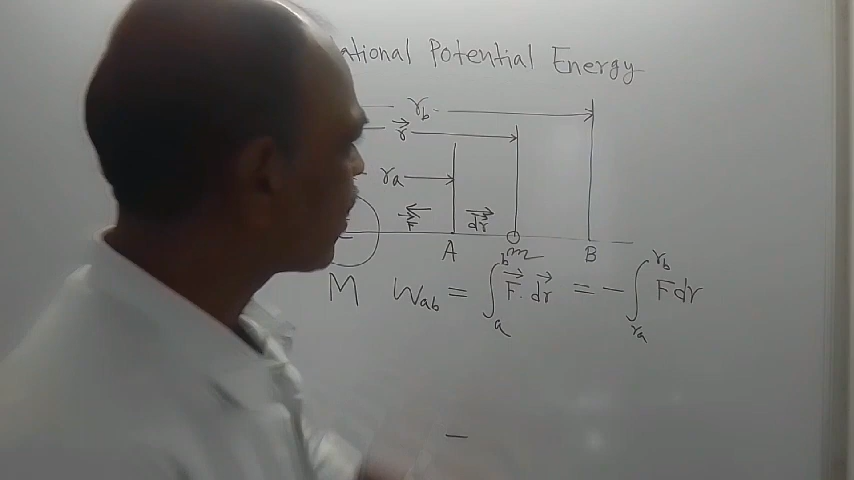 ational Potential Energy
r_b
r⃗
r_a
F⃗ dr⃗
A m B
M W_ab = ∫_a^b F⃗ . dr⃗ = - ∫_{r_a}^{r_b} F dr
-